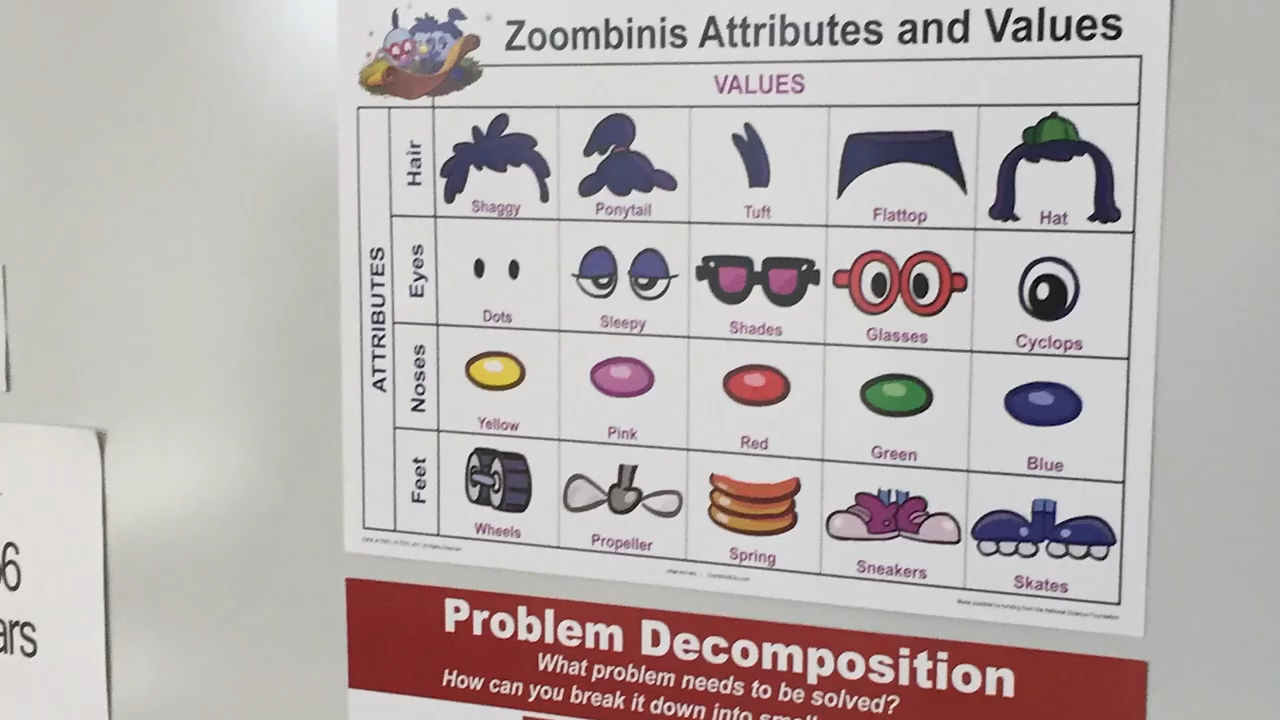 Zoombinis Attributes and Values
VALUES
ATTRIBUTES
Hair
Shaggy Ponytail Tuft Flattop Hat
Eyes
Dots Sleepy Shades Glasses Cyclops
Noses
Yellow Pink Red Green Blue
Feet
Wheels Propeller Spring Sneakers Skates
Problem Decomposition
What problem needs to be solved?
How can you break it down into
6
ars